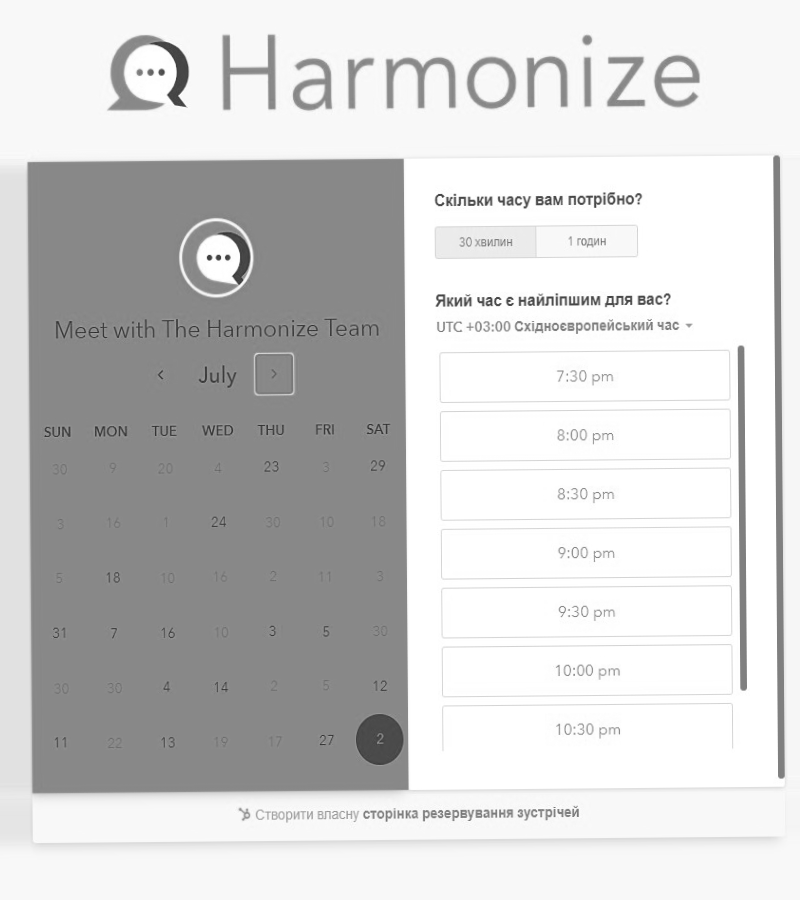 Harmonize
Meet with The Harmonize Team
July
SUN MON TUE WED THU FRI SAT
30 9 20 4 23 3 29
3 16 1 24 30 10 18
5 18 10 16 2 11 3
31 7 16 10 3 5 30
30 30 4 14 2 5 12
11 22 13 19 17 27 2
Скільки часу вам потрібно?
30 хвилин 1 годин
Який час є найліпшим для вас?
UTC +03:00 Східноєвропейський час
7:30 pm
8:00 pm
8:30 pm
9:00 pm
9:30 pm
10:00 pm
10:30 pm
Створити власну сторінка резервування зустрічей